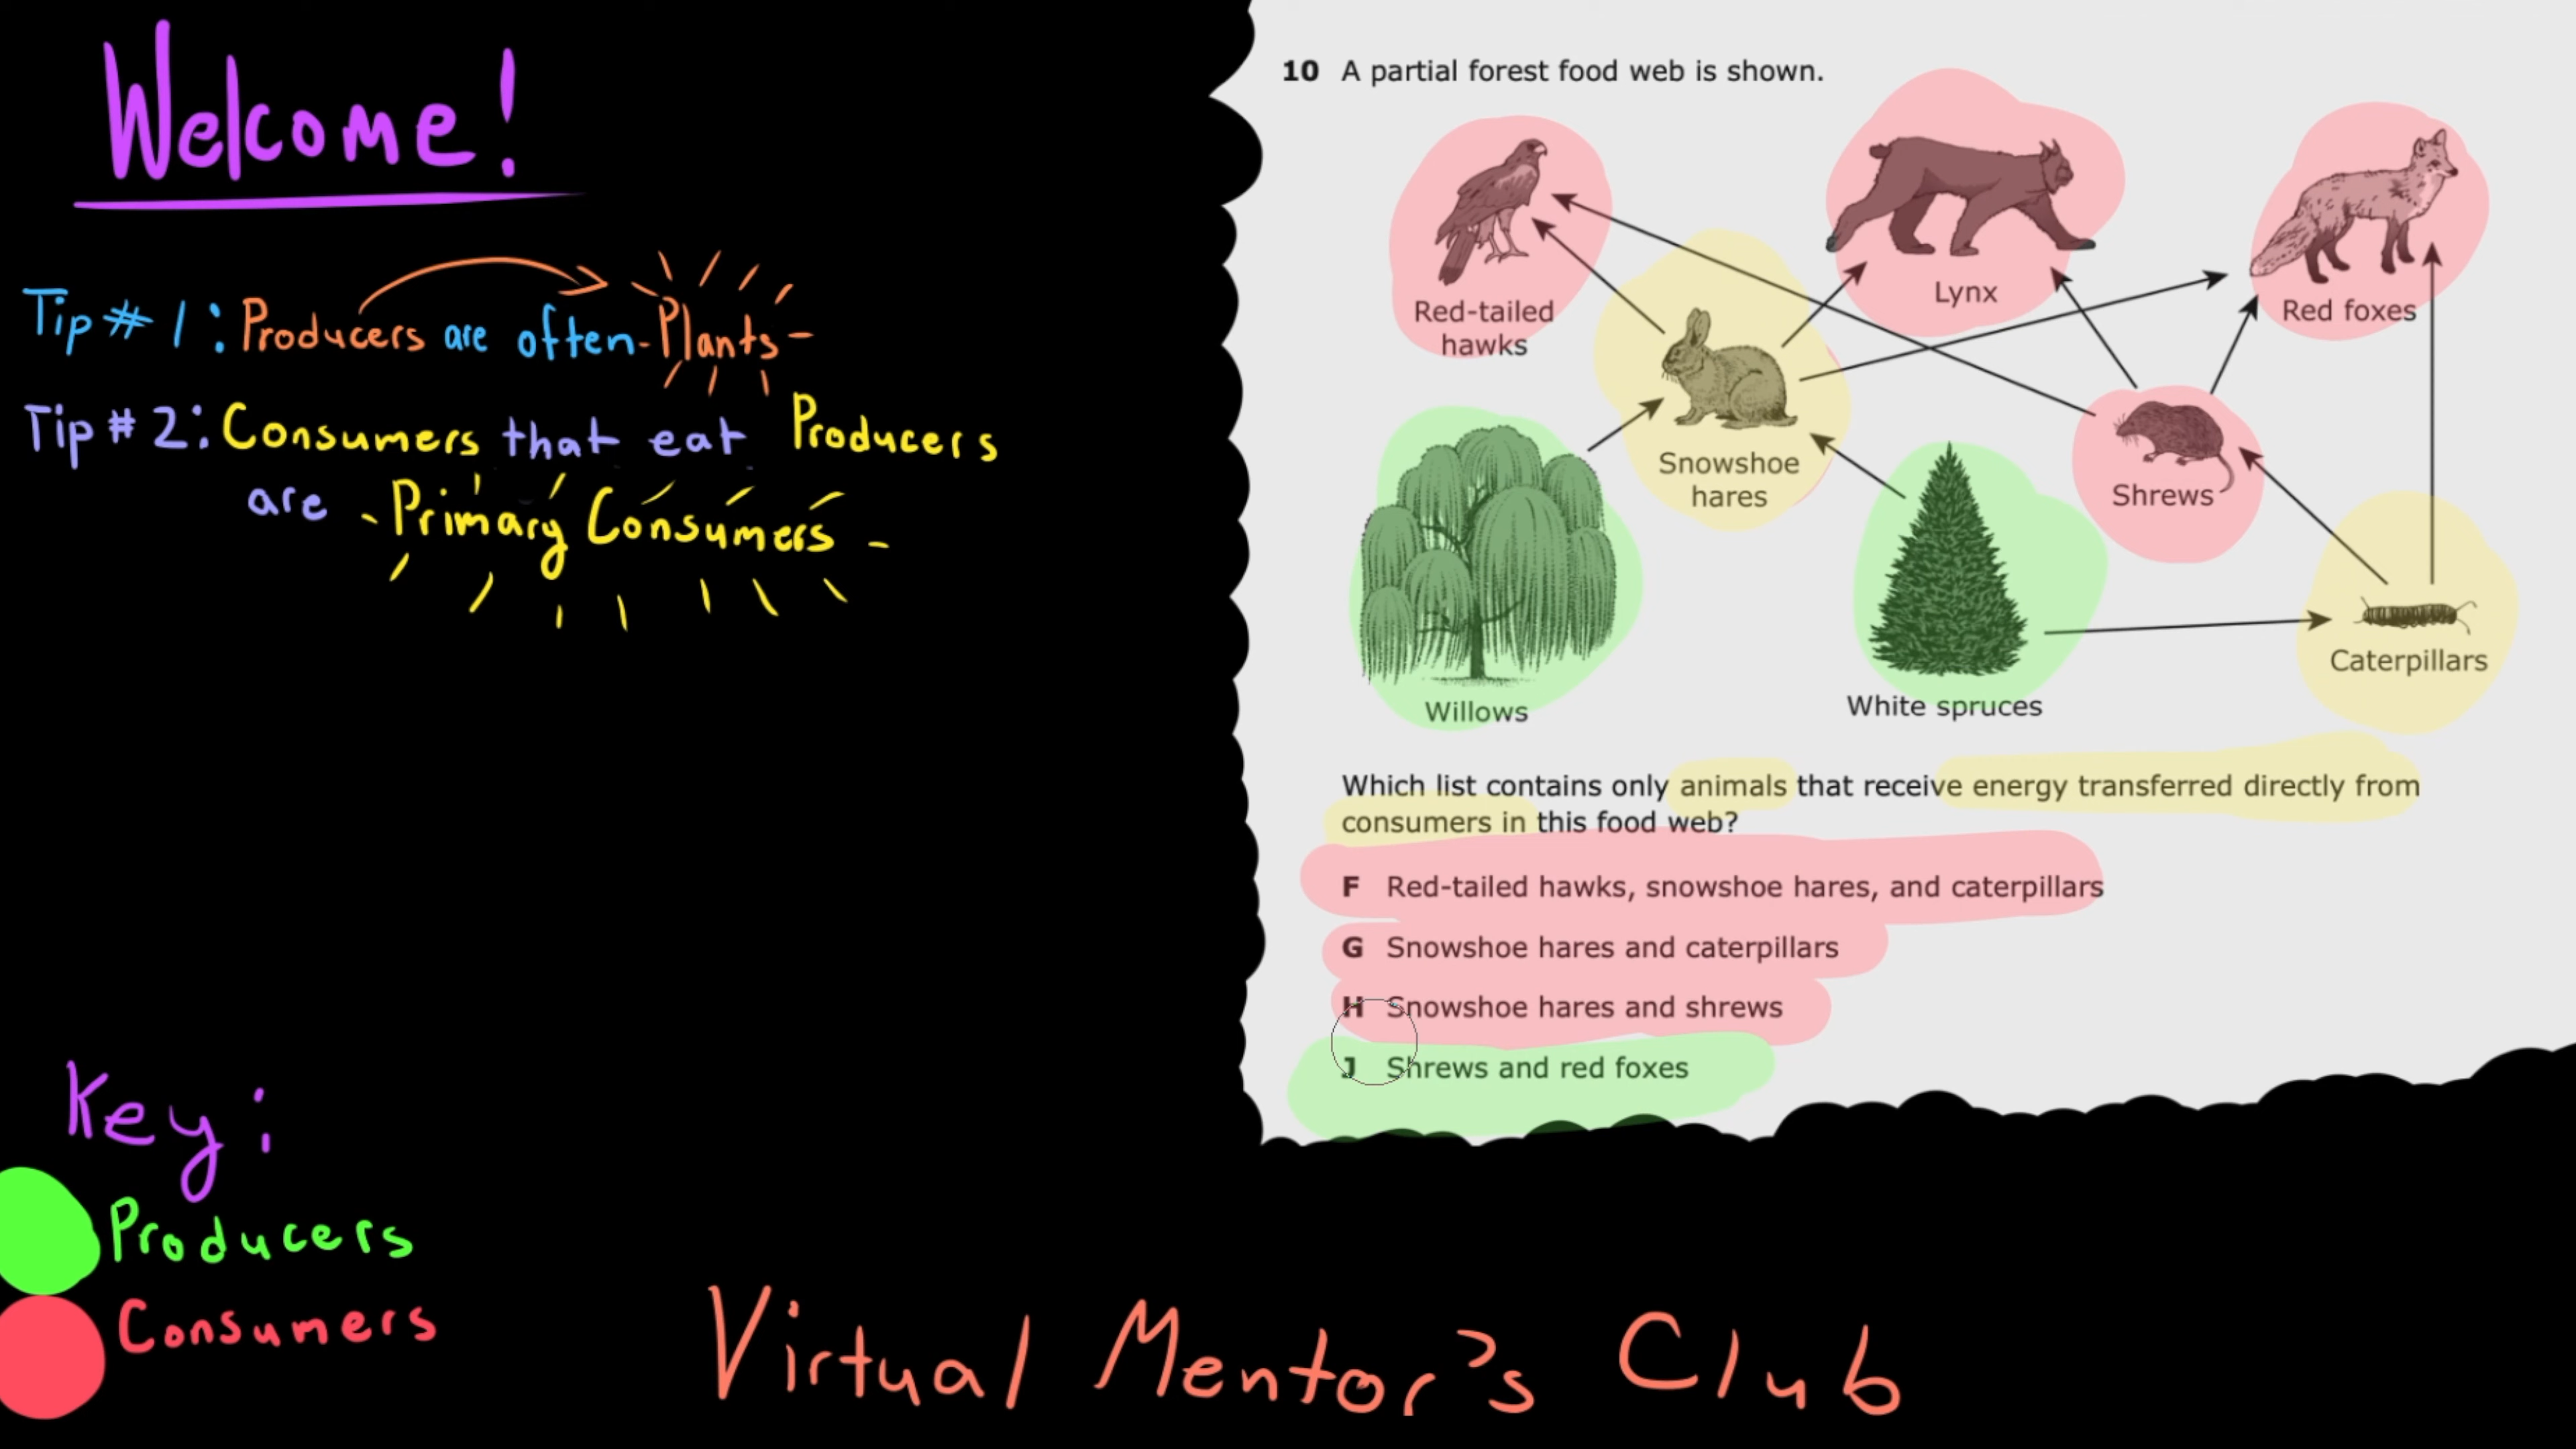 Welcome!
Tip #1: Producers are often -Plants-
Tip #2: Consumers that eat Producers
are - Primary Consumers -
Key:
Producers
Consumers
Virtual Mentor's Club
10 A partial forest food web is shown.
Red-tailed
hawks
Lynx
Red foxes
Snowshoe
hares
Shrews
Willows
White spruces
Caterpillars
Which list contains only animals that receive energy transferred directly from
consumers in this food web?
F Red-tailed hawks, snowshoe hares, and caterpillars
G Snowshoe hares and caterpillars
H Snowshoe hares and shrews
J Shrews and red foxes